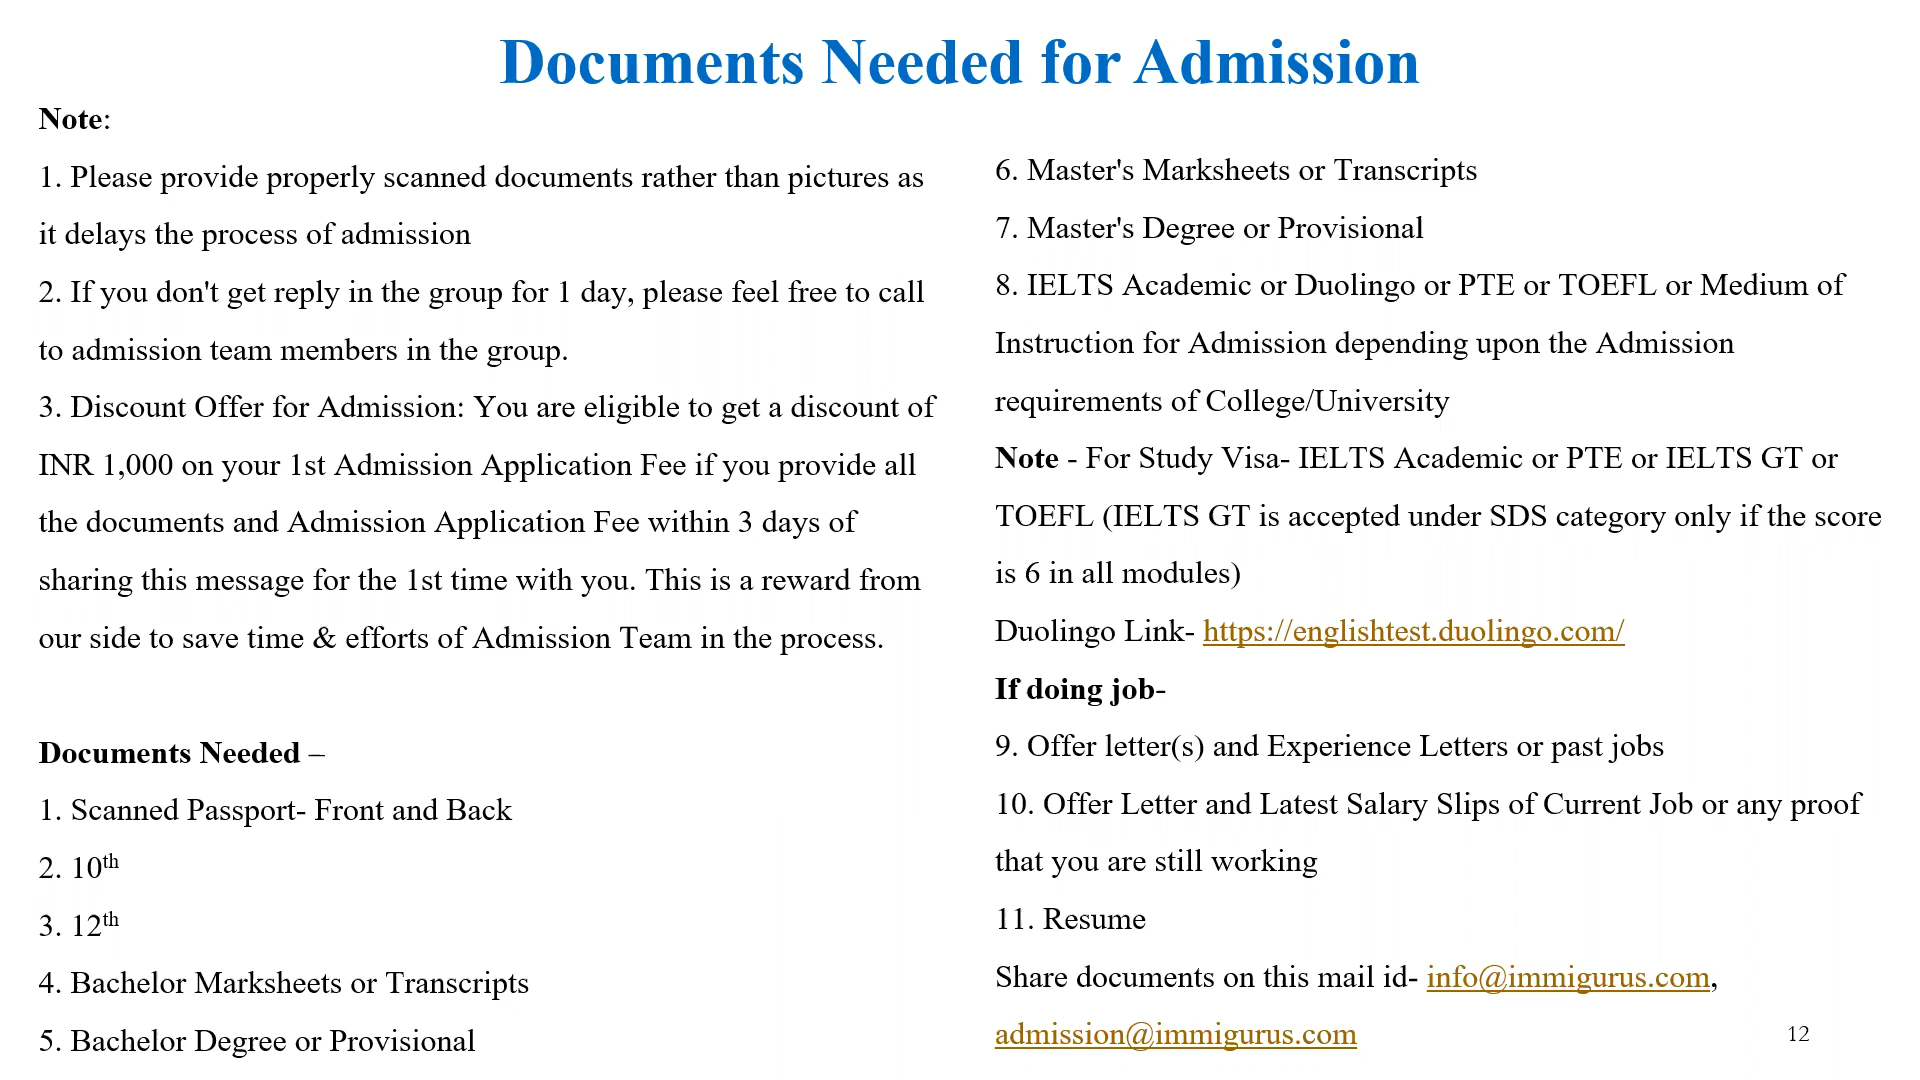 Documents Needed for Admission
Note:
1. Please provide properly scanned documents rather than pictures as
it delays the process of admission
2. If you don't get reply in the group for 1 day, please feel free to call
to admission team members in the group.
3. Discount Offer for Admission: You are eligible to get a discount of
INR 1,000 on your 1st Admission Application Fee if you provide all
the documents and Admission Application Fee within 3 days of
sharing this message for the 1st time with you. This is a reward from
our side to save time & efforts of Admission Team in the process.
Documents Needed –
1. Scanned Passport- Front and Back
2. 10th
3. 12th
4. Bachelor Marksheets or Transcripts
5. Bachelor Degree or Provisional
6. Master's Marksheets or Transcripts
7. Master's Degree or Provisional
8. IELTS Academic or Duolingo or PTE or TOEFL or Medium of
Instruction for Admission depending upon the Admission
requirements of College/University
Note - For Study Visa- IELTS Academic or PTE or IELTS GT or
TOEFL (IELTS GT is accepted under SDS category only if the score
is 6 in all modules)
Duolingo Link- https://englishtest.duolingo.com/
If doing job-
9. Offer letter(s) and Experience Letters or past jobs
10. Offer Letter and Latest Salary Slips of Current Job or any proof
that you are still working
11. Resume
Share documents on this mail id- info@immigurus.com,
admission@immigurus.com
12